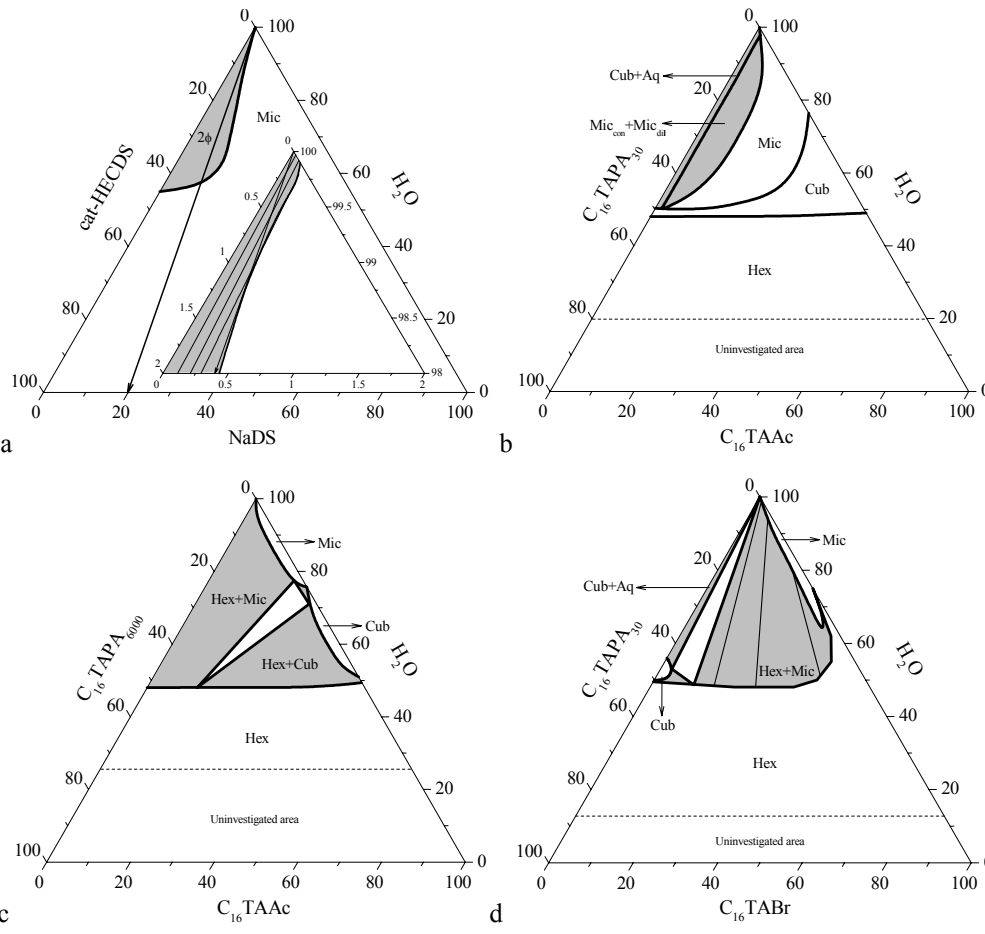 0
100
20
80
Mic
2ϕ
0
100
40
60
cat-HECDS
H₂O
0.5
99.5
60
40
1
99
80
1.5
98.5
20
2
98
0
0.5
1
1.5
2
100
0
0
20
40
60
80
100
NaDS
a
0
100
Cub+Aq
20
80
Mic_con+Mic_dil
Mic
40
60
C₁₆TAPA₃₀
H₂O
Cub
60
40
Hex
80
20
Uninvestigated area
100
0
0
20
40
60
80
100
C₁₆TAAc
b
0
100
Mic
20
80
Hex+Mic
Cub
40
60
C₁₆TAPA₆₀₀₀
H₂O
Hex+Cub
60
40
Hex
80
20
Uninvestigated area
100
0
0
20
40
60
80
100
C₁₆TAAc
c
0
100
Mic
20
80
Cub+Aq
40
60
C₁₆TAPA₃₀
H₂O
Hex+Mic
60
Cub
40
Hex
80
20
Uninvestigated area
100
0
0
20
40
60
80
100
C₁₆TABr
d